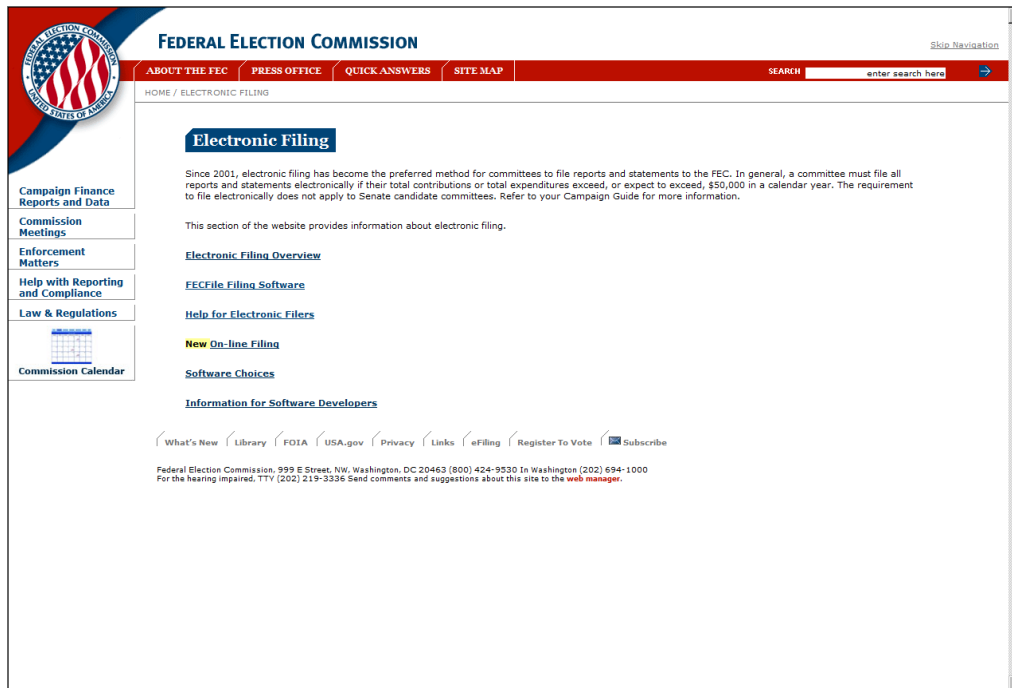 FEDERAL ELECTION COMMISSION
UNITED STATES OF AMERICA
FEDERAL ELECTION COMMISSION
Skip Navigation
ABOUT THE FEC PRESS OFFICE QUICK ANSWERS SITE MAP SEARCH enter search here
HOME / ELECTRONIC FILING
Electronic Filing
Since 2001, electronic filing has become the preferred method for committees to file reports and statements to the FEC. In general, a committee must file all
reports and statements electronically if their total contributions or total expenditures exceed, or expect to exceed, $50,000 in a calendar year. The requirement
to file electronically does not apply to Senate candidate committees. Refer to your Campaign Guide for more information.
This section of the website provides information about electronic filing.
Electronic Filing Overview
FECFile Filing Software
Help for Electronic Filers
New On-line Filing
Software Choices
Information for Software Developers
Campaign Finance
Reports and Data
Commission
Meetings
Enforcement
Matters
Help with Reporting
and Compliance
Law & Regulations
Commission Calendar
What's New Library FOIA USA.gov Privacy Links eFiling Register To Vote Subscribe
Federal Election Commission, 999 E Street, NW, Washington, DC 20463 (800) 424-9530 In Washington (202) 694-1000
For the hearing impaired, TTY (202) 219-3336 Send comments and suggestions about this site to the web manager.